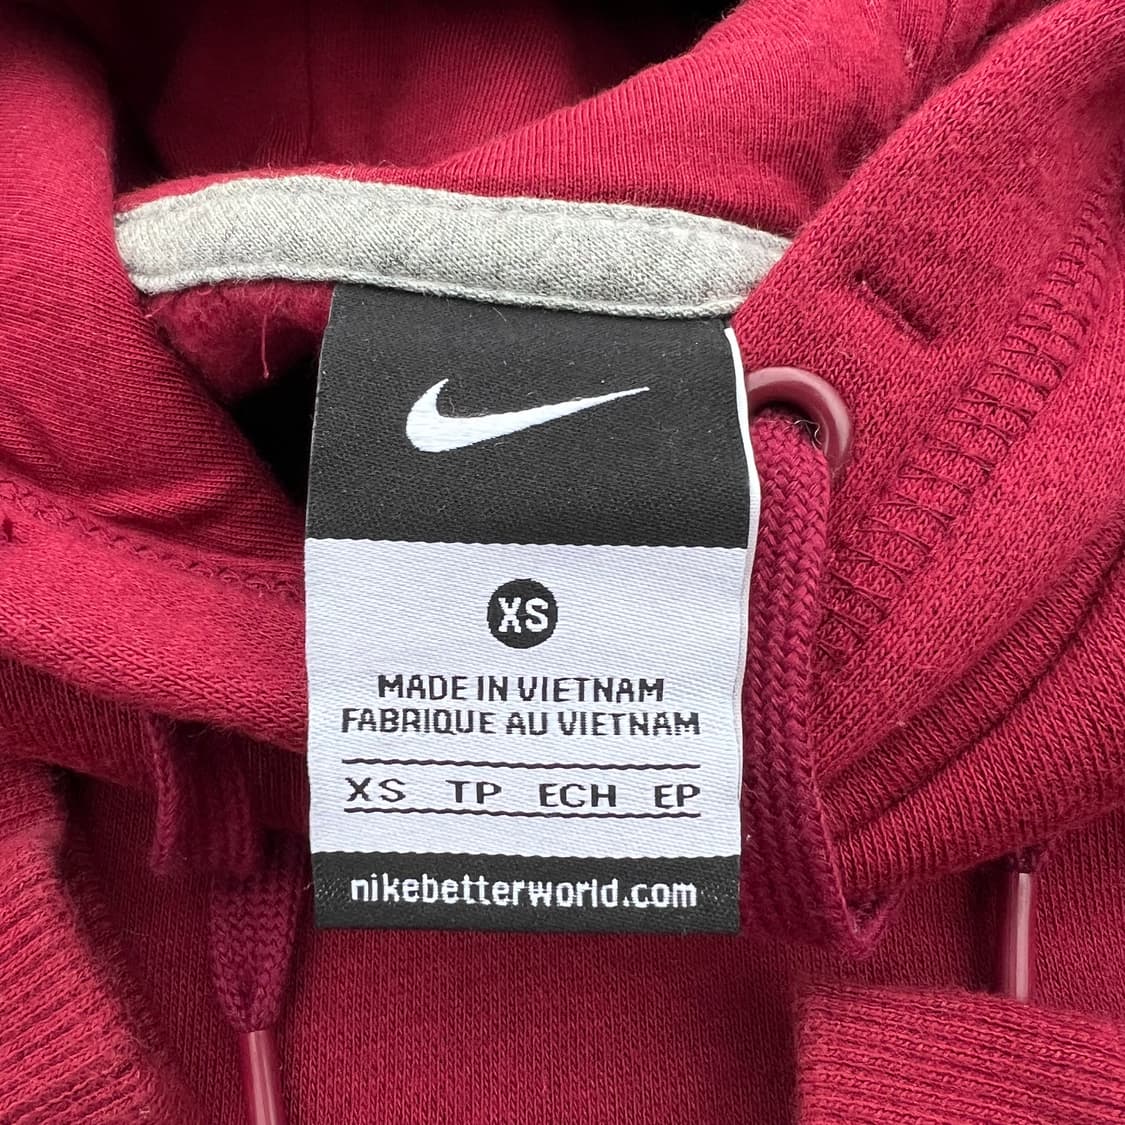 XS
MADE IN VIETNAM
FABRIQUE AU VIETNAM
XS TP ECH EP
nikebetterworld.com